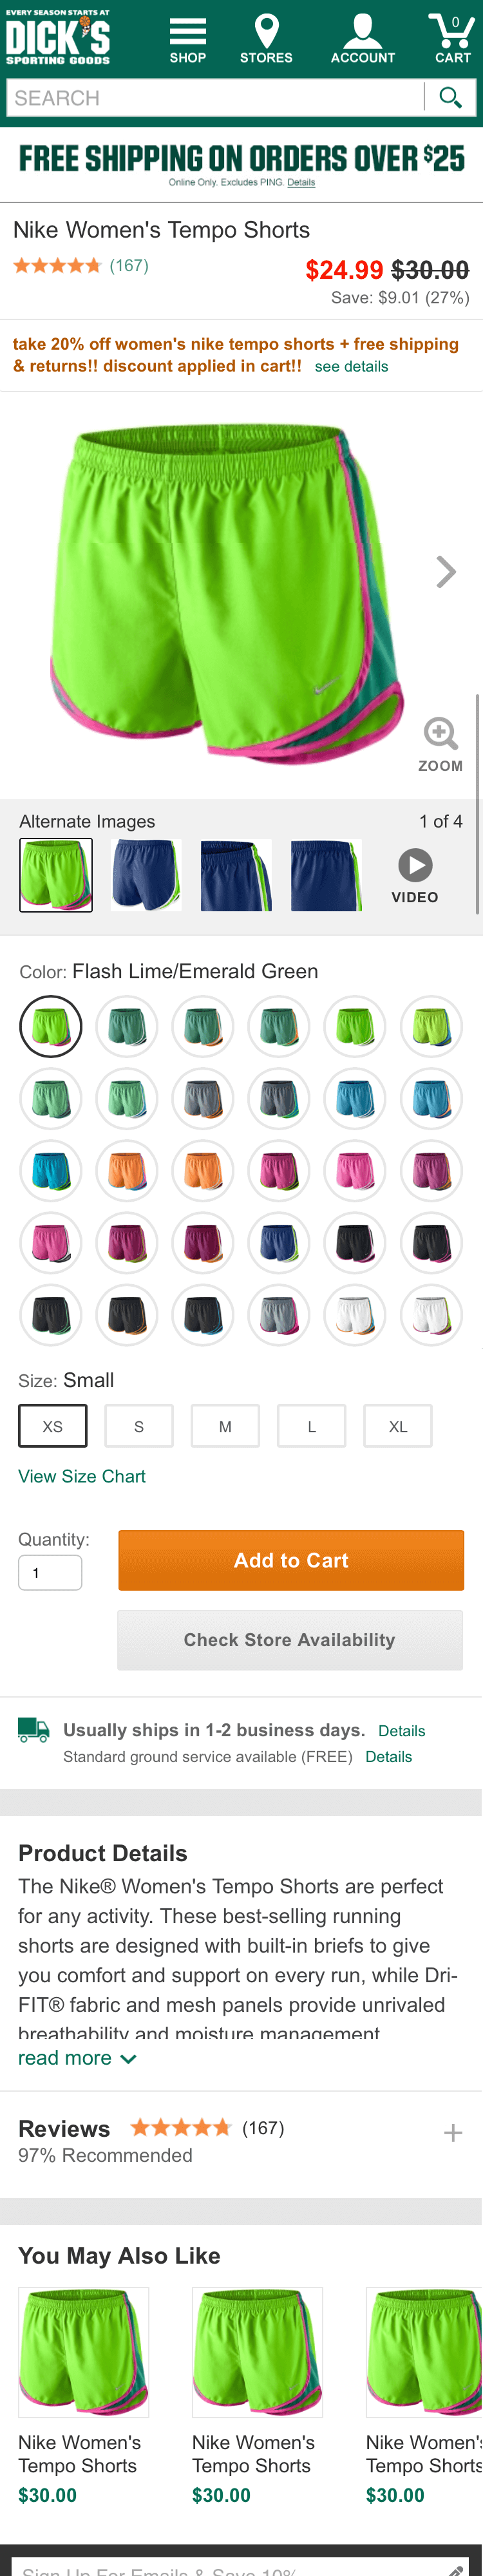 EVERY SEASON STARTS AT
DICK'S
SPORTING GOODS
SHOP
STORES
ACCOUNT
0
CART
SEARCH
FREE SHIPPING ON ORDERS OVER $25
Online Only. Excludes PING. Details
Nike Women's Tempo Shorts
(167)
$24.99 $30.00
Save: $9.01 (27%)
take 20% off women's nike tempo shorts + free shipping
& returns!! discount applied in cart!! see details
ZOOM
Alternate Images
1 of 4
VIDEO
Color: Flash Lime/Emerald Green
Size: Small
XS
S
M
L
XL
View Size Chart
Quantity:
1
Add to Cart
Check Store Availability
Usually ships in 1-2 business days. Details
Standard ground service available (FREE) Details
Product Details
The Nike® Women's Tempo Shorts are perfect
for any activity. These best-selling running
shorts are designed with built-in briefs to give
you comfort and support on every run, while Dri-
FIT® fabric and mesh panels provide unrivaled
breathability and moisture management
read more
Reviews (167)
97% Recommended
You May Also Like
Nike Women's
Tempo Shorts
$30.00
Nike Women's
Tempo Shorts
$30.00
Nike Women's
Tempo Shorts
$30.00
Sign Up For Emails & Save 10%